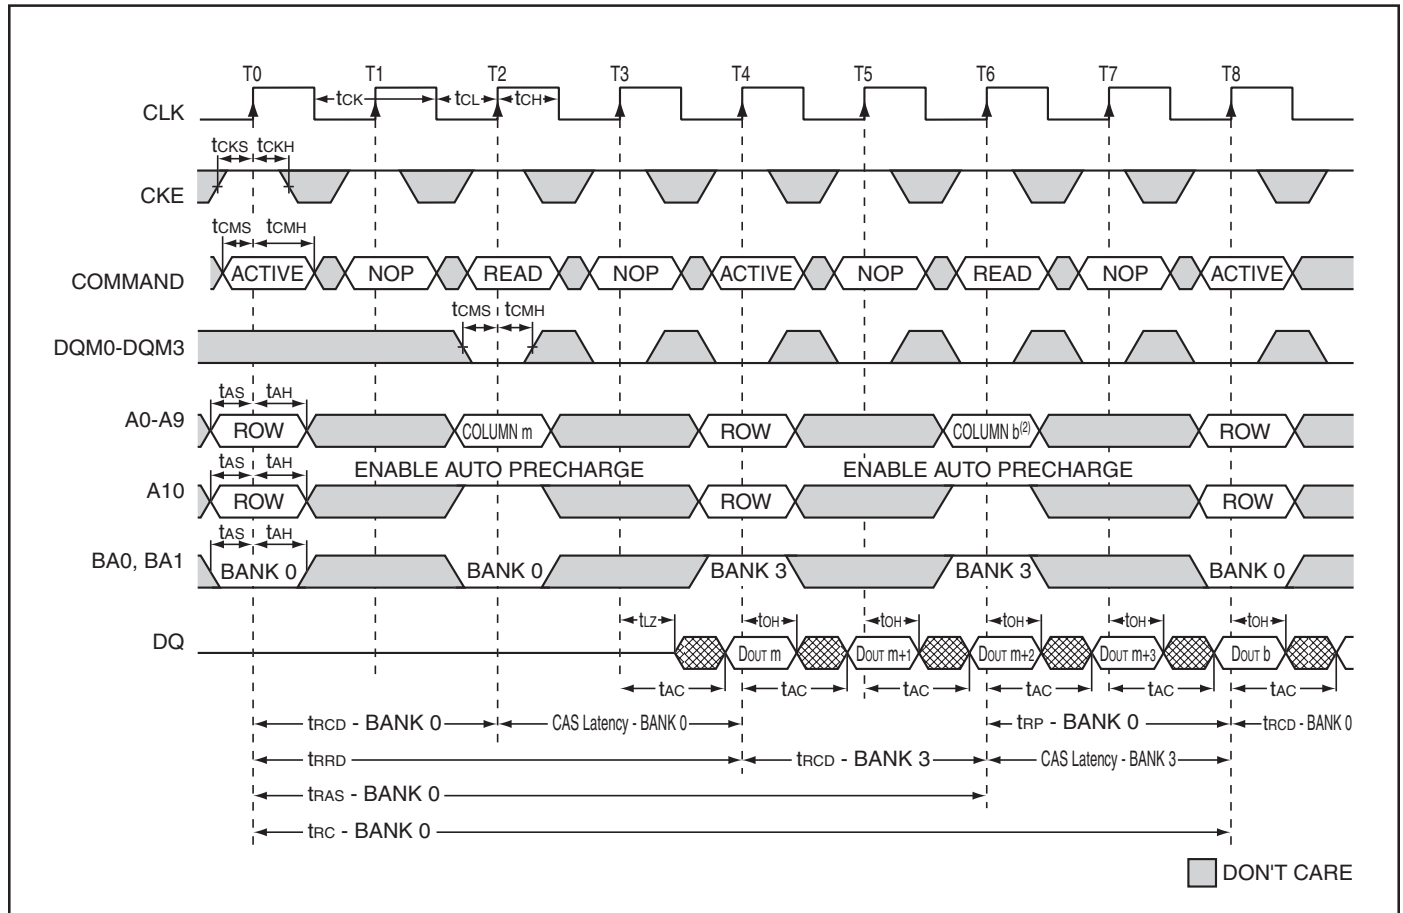 T0 T1 T2 T3 T4 T5 T6 T7 T8
CLK tCK tCL tCH
tCKS tCKH
CKE
tCMS tCMH
COMMAND ACTIVE NOP READ NOP ACTIVE NOP READ NOP ACTIVE
tCMS tCMH
DQM0-DQM3
tAS tAH
A0-A9 ROW COLUMN m ROW COLUMN b(2) ROW
tAS tAH ENABLE AUTO PRECHARGE ENABLE AUTO PRECHARGE
A10 ROW ROW ROW
tAS tAH
BA0, BA1 BANK 0 BANK 0 BANK 3 BANK 3 BANK 0
tLZ tOH tOH tOH tOH tOH
DQ DOUT m DOUT m+1 DOUT m+2 DOUT m+3 DOUT b
tAC tAC tAC tAC tAC tAC
tRCD - BANK 0 CAS Latency - BANK 0 tRP - BANK 0 tRCD - BANK 0
tRRD tRCD - BANK 3 CAS Latency - BANK 3
tRAS - BANK 0
tRC - BANK 0
DON'T CARE